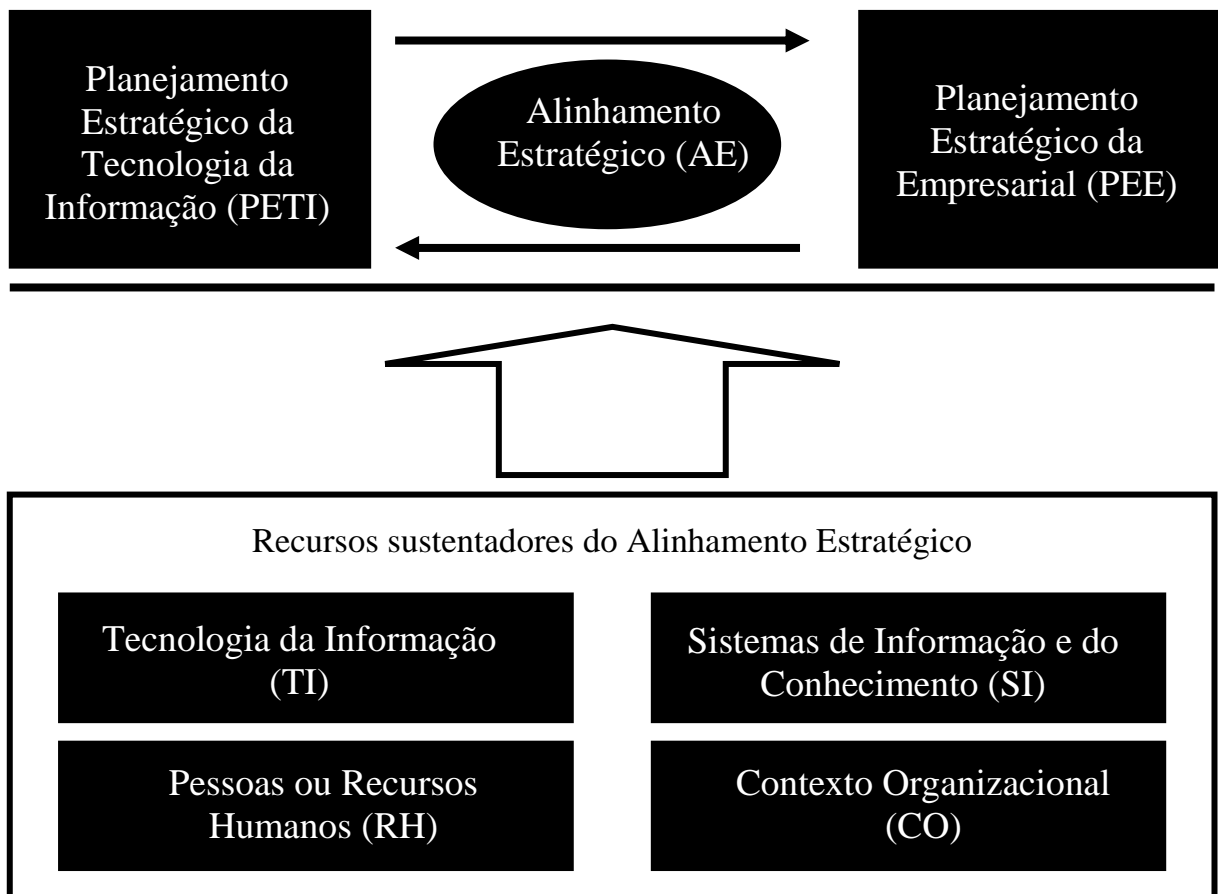 Planejamento
Estratégico da
Tecnologia da
Informação (PETI)
Alinhamento
Estratégico (AE)
Planejamento
Estratégico da
Empresarial (PEE)
Recursos sustentadores do Alinhamento Estratégico
Tecnologia da Informação
(TI)
Sistemas de Informação e do
Conhecimento (SI)
Pessoas ou Recursos
Humanos (RH)
Contexto Organizacional
(CO)